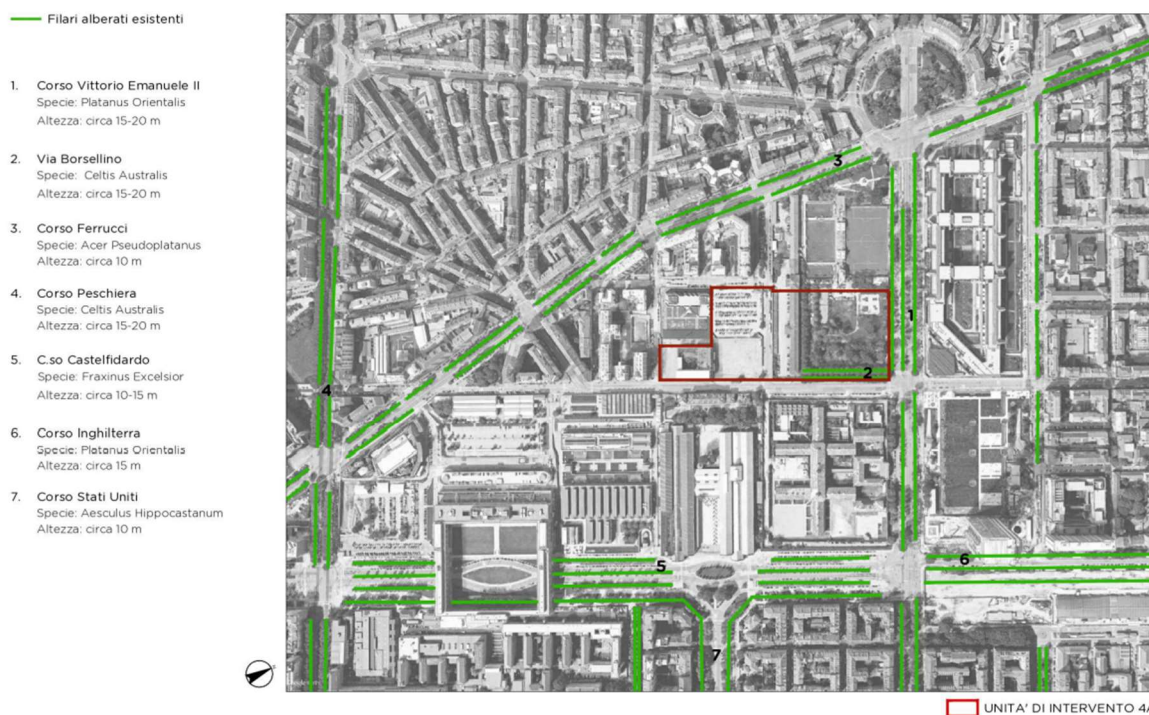 Filari alberati esistenti
1. Corso Vittorio Emanuele II
Specie: Platanus Orientalis
Altezza: circa 15-20 m
2. Via Borsellino
Specie: Celtis Australis
Altezza: circa 15-20 m
3. Corso Ferrucci
Specie: Acer Pseudoplatanus
Altezza: circa 10 m
4. Corso Peschiera
Specie: Celtis Australis
Altezza: circa 15-20 m
5. C.so Castelfidardo
Specie: Fraxinus Excelsior
Altezza: circa 10-15 m
6. Corso Inghilterra
Specie: Platanus Orientalis
Altezza: circa 15 m
7. Corso Stati Uniti
Specie: Aesculus Hippocastanum
Altezza: circa 10 m
3
1
2
4
5
6
7
UNITA' DI INTERVENTO 4